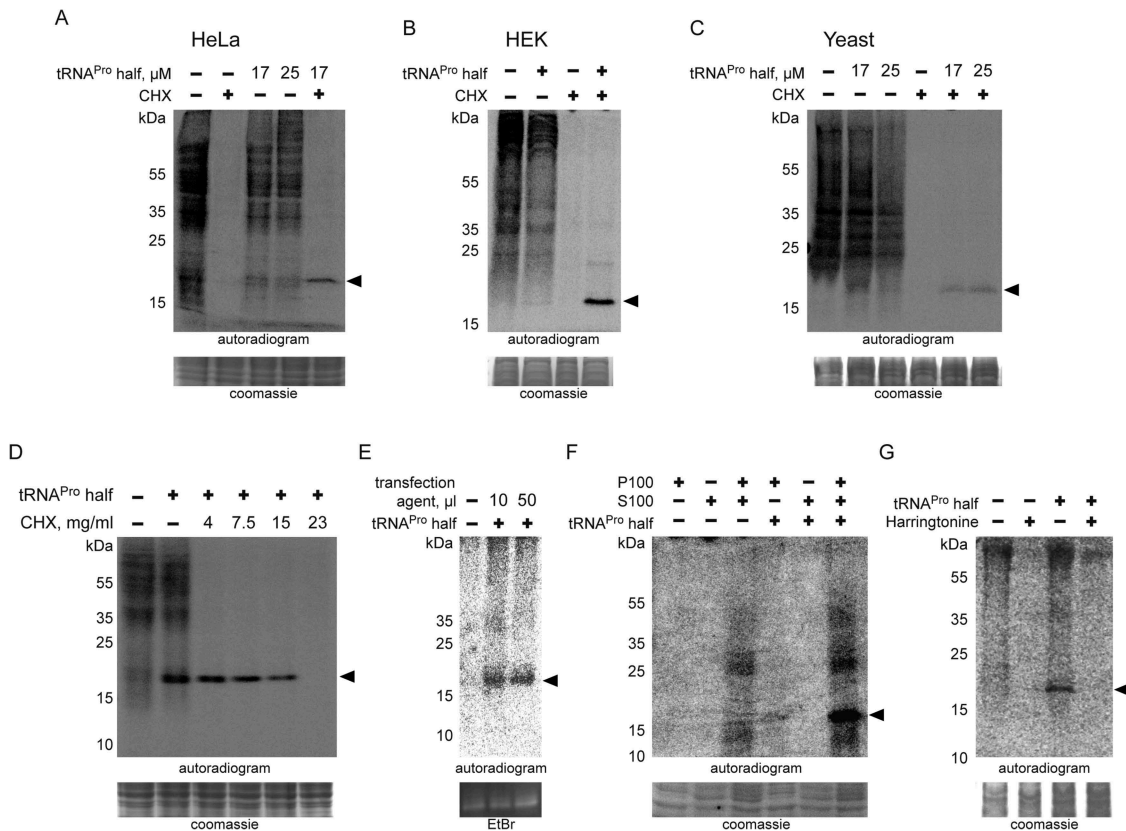 A
HeLa
tRNAPro half, µM − − 17 25 17
CHX − + − − +
kDa
55
35
25
15
autoradiogram
coomassie
B
HEK
tRNAPro half − + − +
CHX − − + +
kDa
55
35
25
15
autoradiogram
coomassie
C
Yeast
tRNAPro half, µM − 17 25 − 17 25
CHX − − − + + +
kDa
35
25
15
autoradiogram
coomassie
D
tRNAPro half − + + + + +
CHX, mg/ml − − 4 7.5 15 23
kDa
55
35
25
15
10
autoradiogram
coomassie
E
transfection
agent, µl − 10 50
tRNAPro half − + +
kDa
35
25
15
10
autoradiogram
EtBr
F
P100 + − + + − +
S100 − + + − + +
tRNAPro half − − − + + +
kDa
55
35
25
15
10
autoradiogram
coomassie
G
tRNAPro half − − + +
Harringtonine − + − +
kDa
55
35
25
15
10
autoradiogram
coomassie